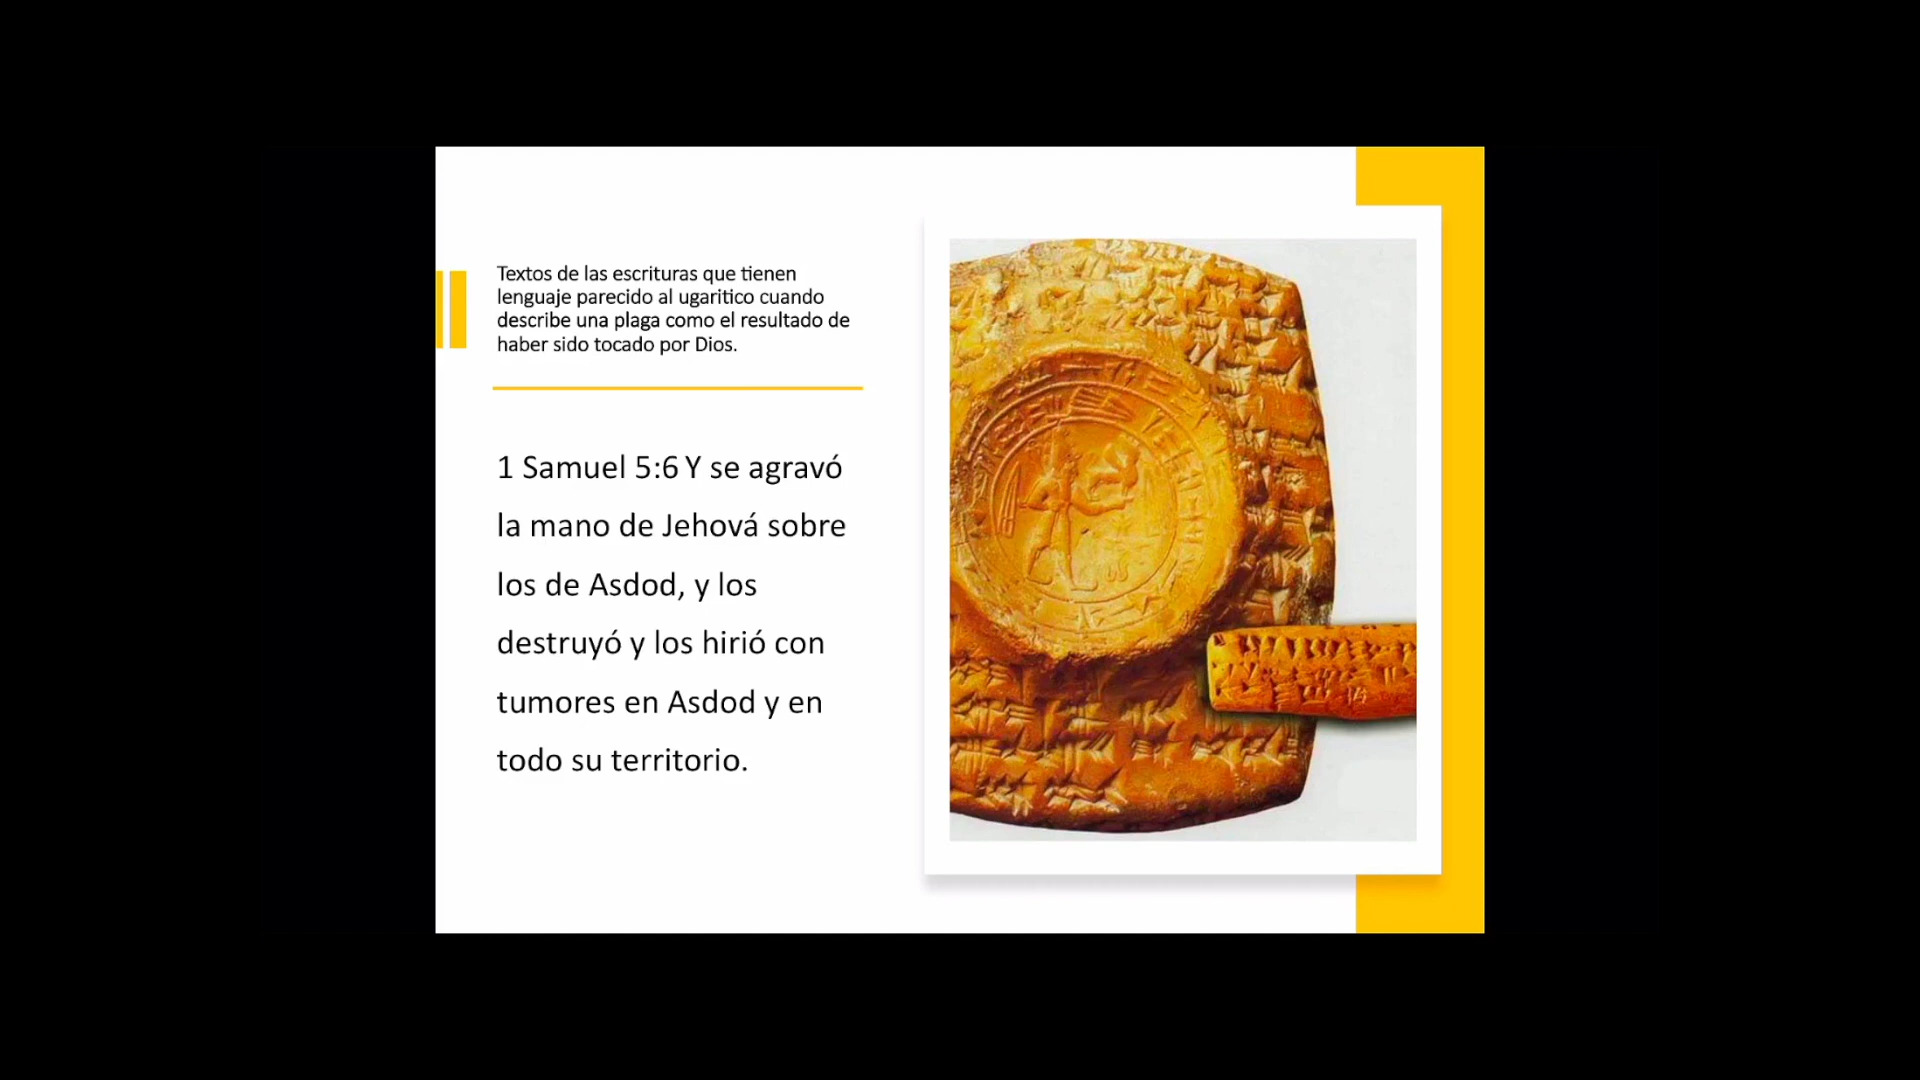 Textos de las escrituras que tienen
lenguaje parecido al ugaritico cuando
describe una plaga como el resultado de
haber sido tocado por Dios.
1 Samuel 5:6 Y se agravó
la mano de Jehová sobre
los de Asdod, y los
destruyó y los hirió con
tumores en Asdod y en
todo su territorio.